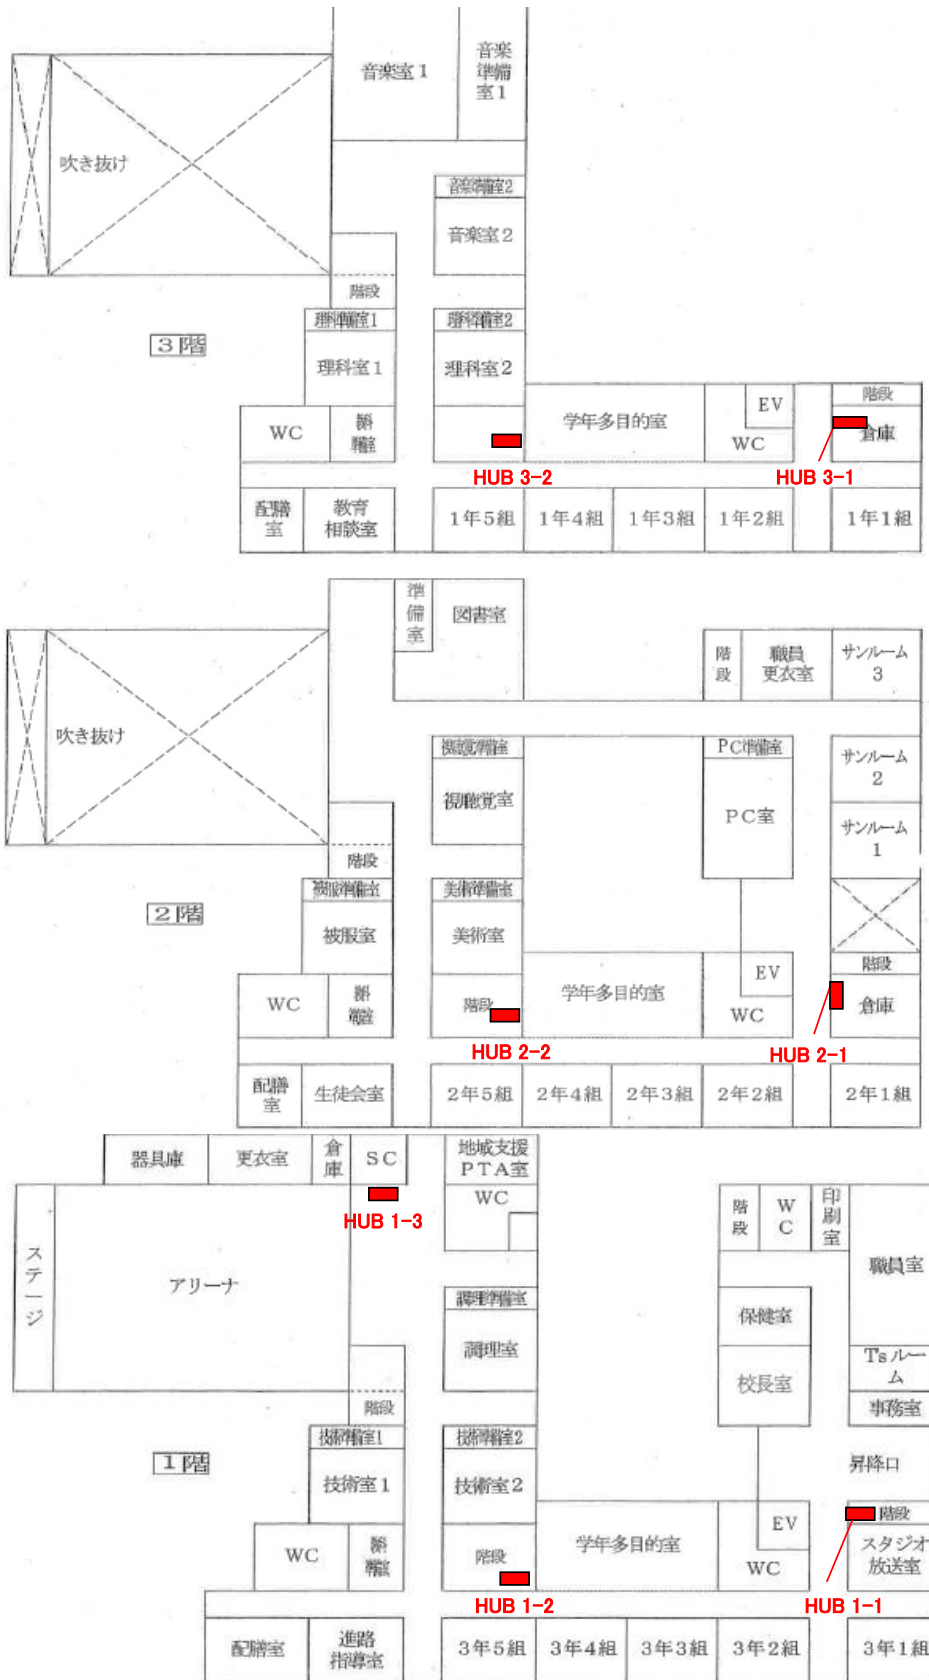 音楽室1
音楽
準備
室1
吹き抜け
音楽準備室2
音楽室2
階段
3階
理科準備室1
理科準備室2
理科室1
理科室2
階段
EV
学年多目的室
WC
倉庫
WC
HUB 3-2
HUB 3-1
配膳
室
教育
相談室
1年5組
1年4組
1年3組
1年2組
1年1組
準
備
室
図書室
階
段
職員
更衣室
サンルーム
3
吹き抜け
視聴覚準備室
PC準備室
サンルーム
2
視聴覚室
PC室
サンルーム
1
階段
2階
被服準備室
美術準備室
被服室
美術室
階段
EV
学年多目的室
WC
階段
倉庫
WC
HUB 2-2
HUB 2-1
配膳
室
生徒会室
2年5組
2年4組
2年3組
2年2組
2年1組
器具庫
更衣室
倉
庫
SC
地域支援
PTA室
WC
HUB 1-3
階
段
W
C
印
刷
室
職員室
ステージ
アリーナ
調理準備室
調理室
保健室
校長室
Tsルー
ム
事務室
階段
1階
技術準備室1
技術準備室2
昇降口
技術室1
技術室2
階段
EV
学年多目的室
スタジオ
放送室
WC
階段
WC
HUB 1-2
HUB 1-1
配膳室
進路
指導室
3年5組
3年4組
3年3組
3年2組
3年1組